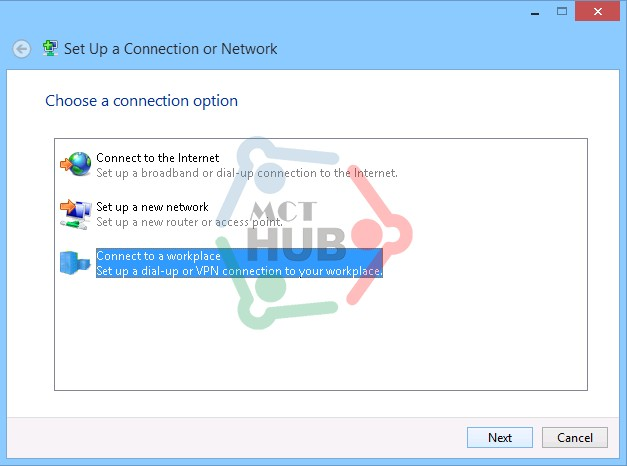 Set Up a Connection or Network
Choose a connection option
Connect to the Internet
Set up a broadband or dial-up connection to the Internet.
Set up a new network
Set up a new router or access point.
Connect to a workplace
Set up a dial-up or VPN connection to your workplace.
MCT
HUB
Next
Cancel